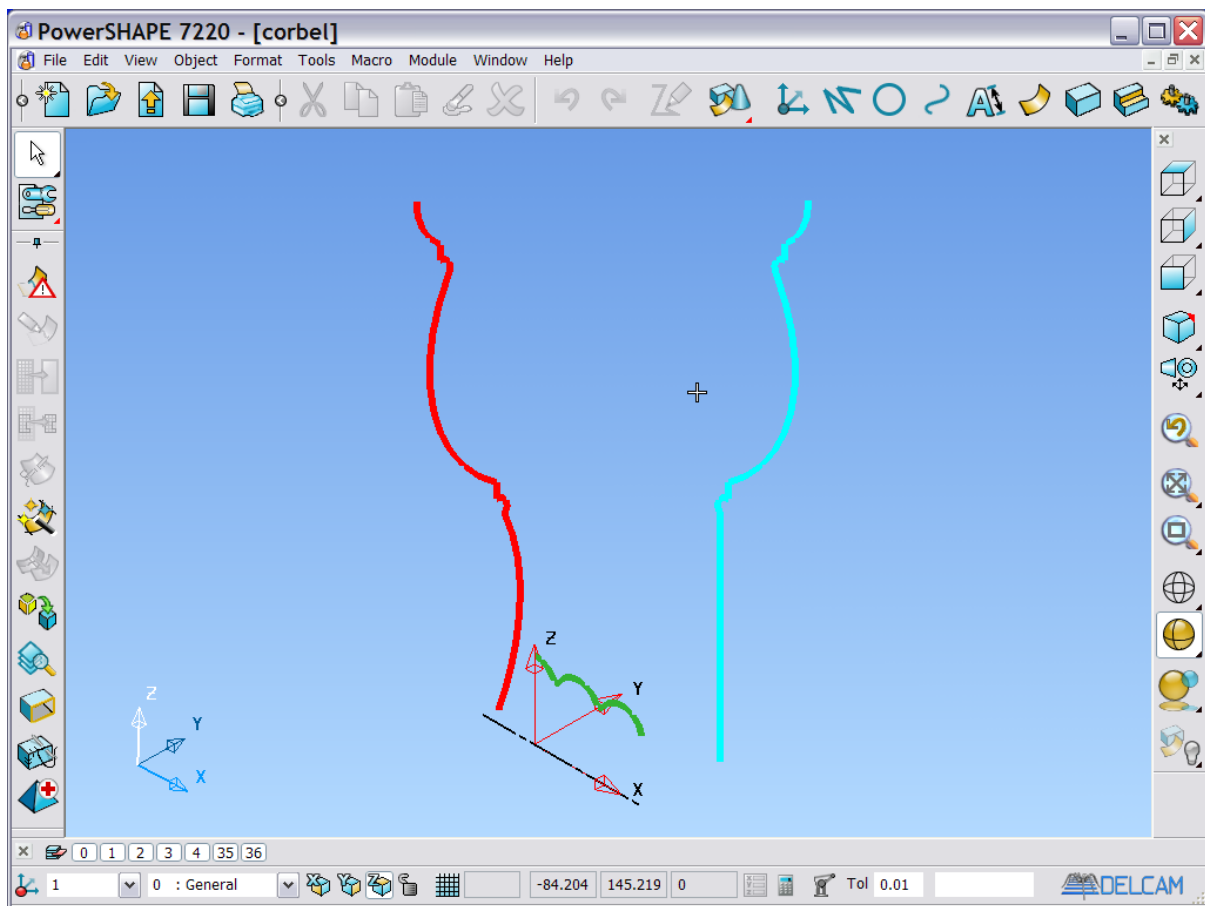 PowerSHAPE 7220 - [corbel]
File Edit View Object Format Tools Macro Module Window Help
Z
Y
X
Z
Y
X
0 1 2 3 4 35 36
1 0 : General -84.204 145.219 0 Tol 0.01 DELCAM